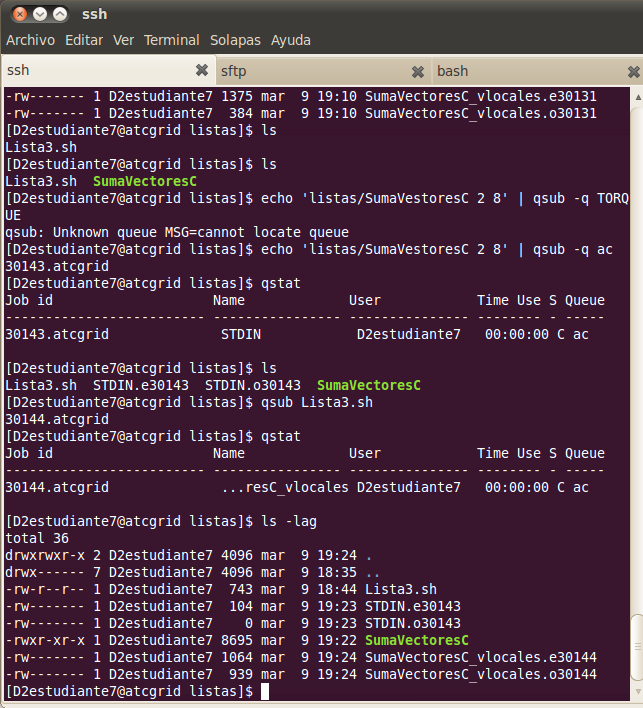 ssh
Archivo Editar Ver Terminal Solapas Ayuda
ssh sftp bash
-rw------- 1 D2estudiante7 1375 mar  9 19:10 SumaVectoresC_vlocales.e30131
-rw------- 1 D2estudiante7  384 mar  9 19:10 SumaVectoresC_vlocales.o30131
[D2estudiante7@atcgrid listas]$ ls
Lista3.sh
[D2estudiante7@atcgrid listas]$ ls
Lista3.sh  SumaVectoresC
[D2estudiante7@atcgrid listas]$ echo 'listas/SumaVestoresC 2 8' | qsub -q TORQ
UE
qsub: Unknown queue MSG=cannot locate queue
[D2estudiante7@atcgrid listas]$ echo 'listas/SumaVestoresC 2 8' | qsub -q ac
30143.atcgrid
[D2estudiante7@atcgrid listas]$ qstat
Job id                    Name             User            Time Use S Queue
------------------------- ---------------- --------------- -------- - -----
30143.atcgrid              STDIN            D2estudiante7   00:00:00 C ac
[D2estudiante7@atcgrid listas]$ ls
Lista3.sh  STDIN.e30143  STDIN.o30143  SumaVectoresC
[D2estudiante7@atcgrid listas]$ qsub Lista3.sh
30144.atcgrid
[D2estudiante7@atcgrid listas]$ qstat
Job id                    Name             User            Time Use S Queue
------------------------- ---------------- --------------- -------- - -----
30144.atcgrid              ...resC_vlocales D2estudiante7   00:00:00 C ac
[D2estudiante7@atcgrid listas]$ ls -lag
total 36
drwxrwxr-x 2 D2estudiante7 4096 mar  9 19:24 .
drwx------ 7 D2estudiante7 4096 mar  9 18:35 ..
-rw-r--r-- 1 D2estudiante7  743 mar  9 18:44 Lista3.sh
-rw------- 1 D2estudiante7  104 mar  9 19:23 STDIN.e30143
-rw------- 1 D2estudiante7    0 mar  9 19:23 STDIN.o30143
-rwxr-xr-x 1 D2estudiante7 8695 mar  9 19:22 SumaVectoresC
-rw------- 1 D2estudiante7 1064 mar  9 19:24 SumaVectoresC_vlocales.e30144
-rw------- 1 D2estudiante7  939 mar  9 19:24 SumaVectoresC_vlocales.o30144
[D2estudiante7@atcgrid listas]$